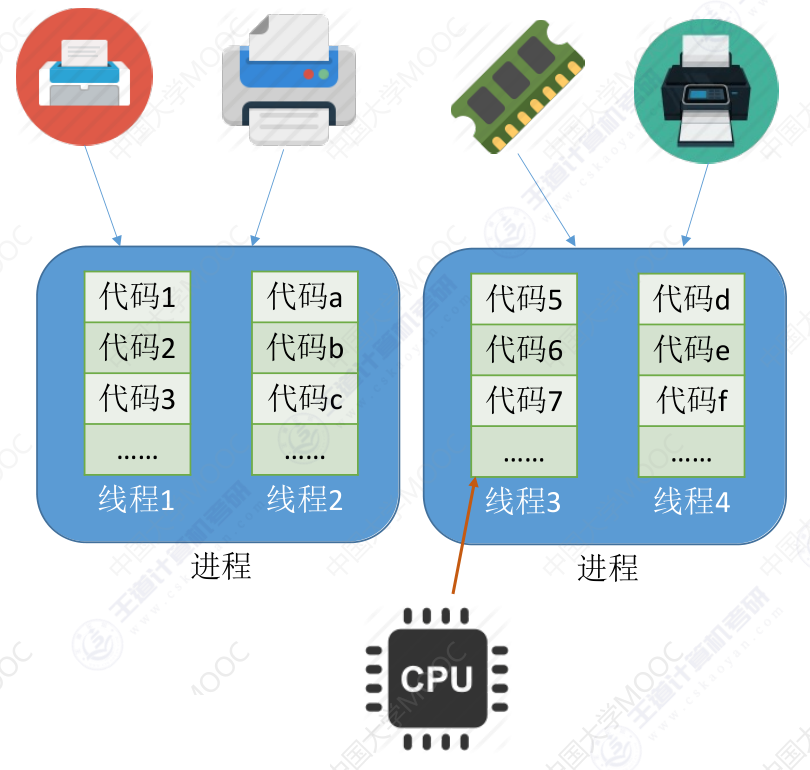 代码1
代码2
代码3
……
线程1
代码a
代码b
代码c
……
线程2
进程
代码5
代码6
代码7
……
线程3
代码d
代码e
代码f
……
线程4
进程
CPU
中国大学MOOC
王道计算机考研
www.cskaoyan.com